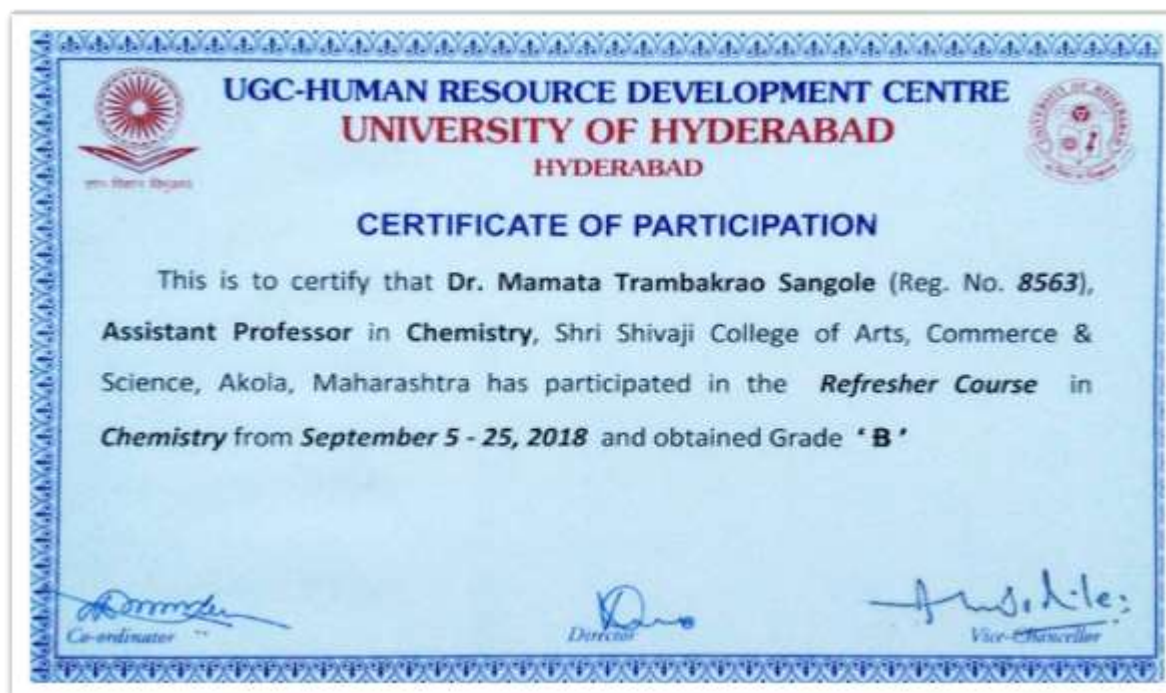 UGC-HUMAN RESOURCE DEVELOPMENT CENTRE
UNIVERSITY OF HYDERABAD
HYDERABAD
CERTIFICATE OF PARTICIPATION
This is to certify that Dr. Mamata Trambakrao Sangole (Reg. No. 8563),
Assistant Professor in Chemistry, Shri Shivaji College of Arts, Commerce &
Science, Akola, Maharashtra has participated in the Refresher Course in
Chemistry from September 5 - 25, 2018 and obtained Grade ‘ B ’
Co-ordinator
Director
Vice-Chancellor